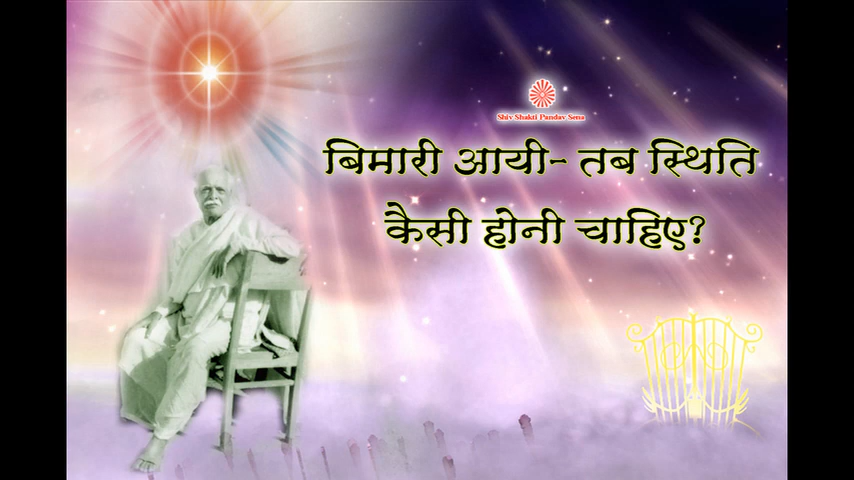 Shiv Shakti Pandav Sena
बिमारी आयी- तब स्थिति
कैसी होनी चाहिए?